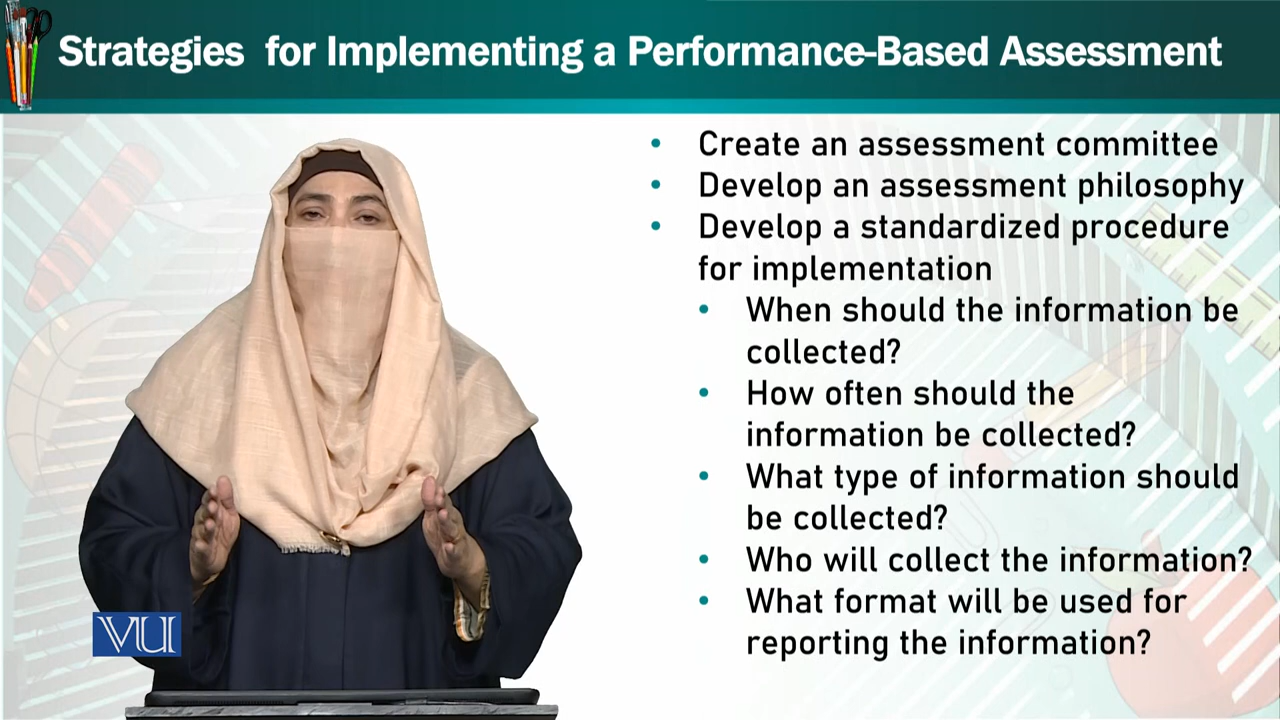 Strategies for Implementing a Performance-Based Assessment
• Create an assessment committee
• Develop an assessment philosophy
• Develop a standardized procedure
for implementation
• When should the information be
collected?
• How often should the
information be collected?
• What type of information should
be collected?
• Who will collect the information?
• What format will be used for
reporting the information?
VU